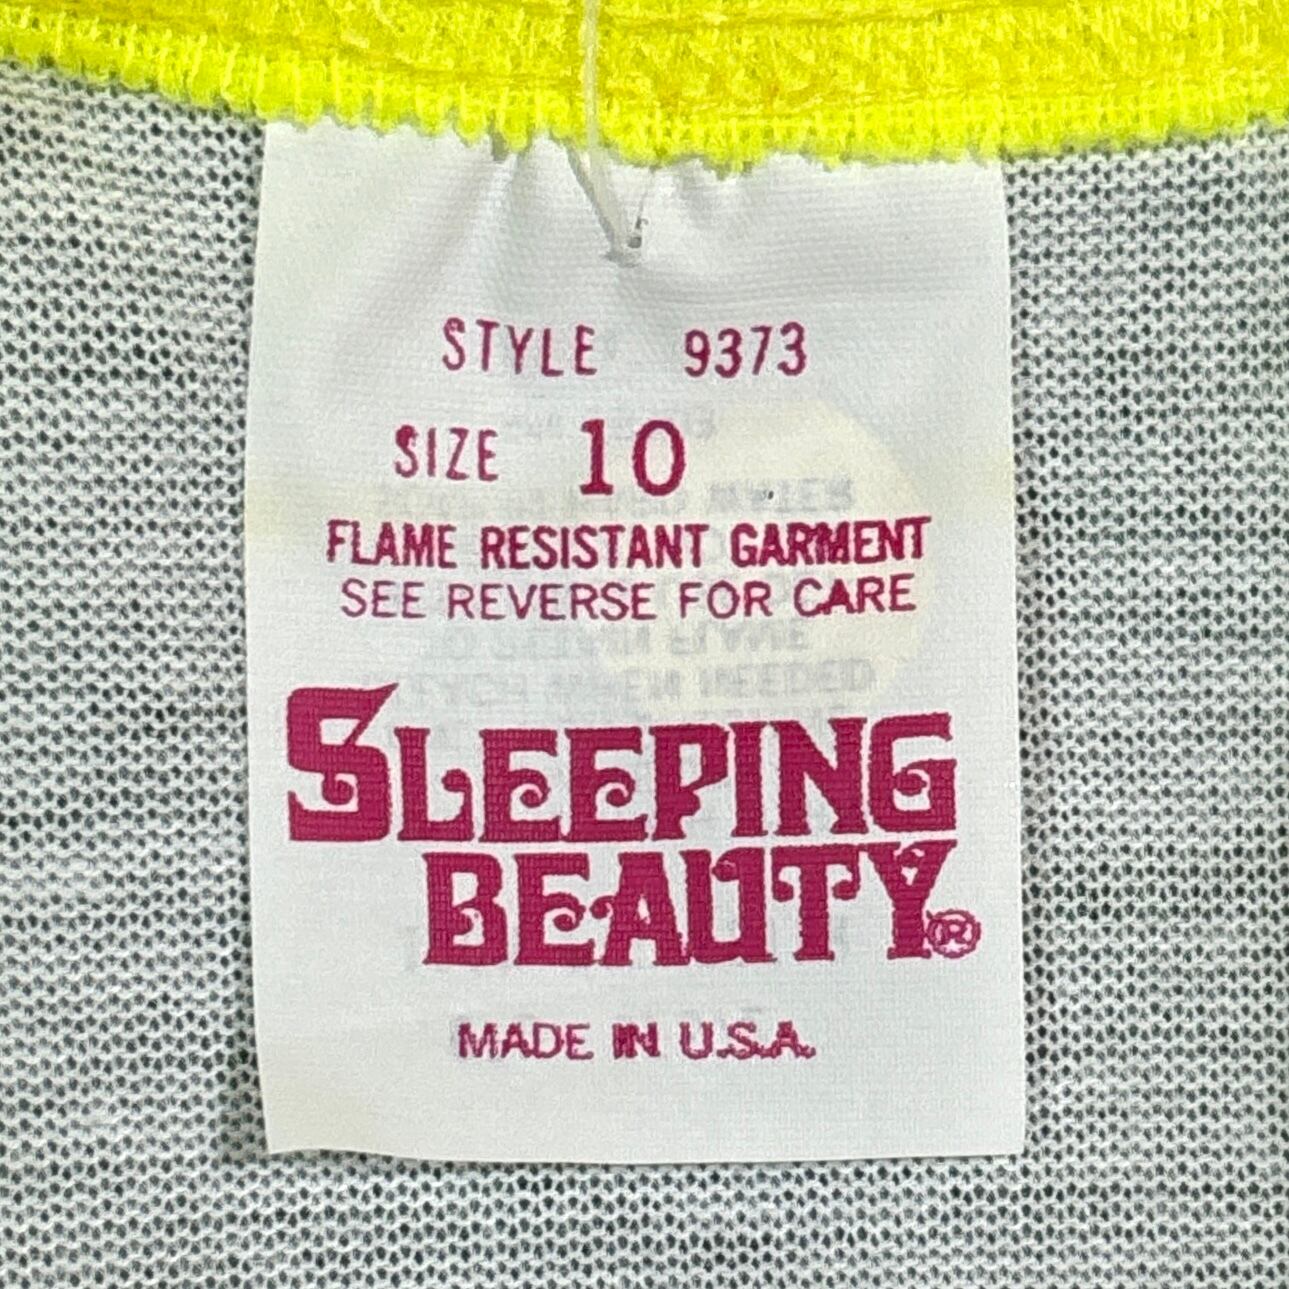 STYLE 9373
SIZE 10
FLAME RESISTANT GARMENT
SEE REVERSE FOR CARE
SLEEPING
BEAUTY®
MADE IN U.S.A.